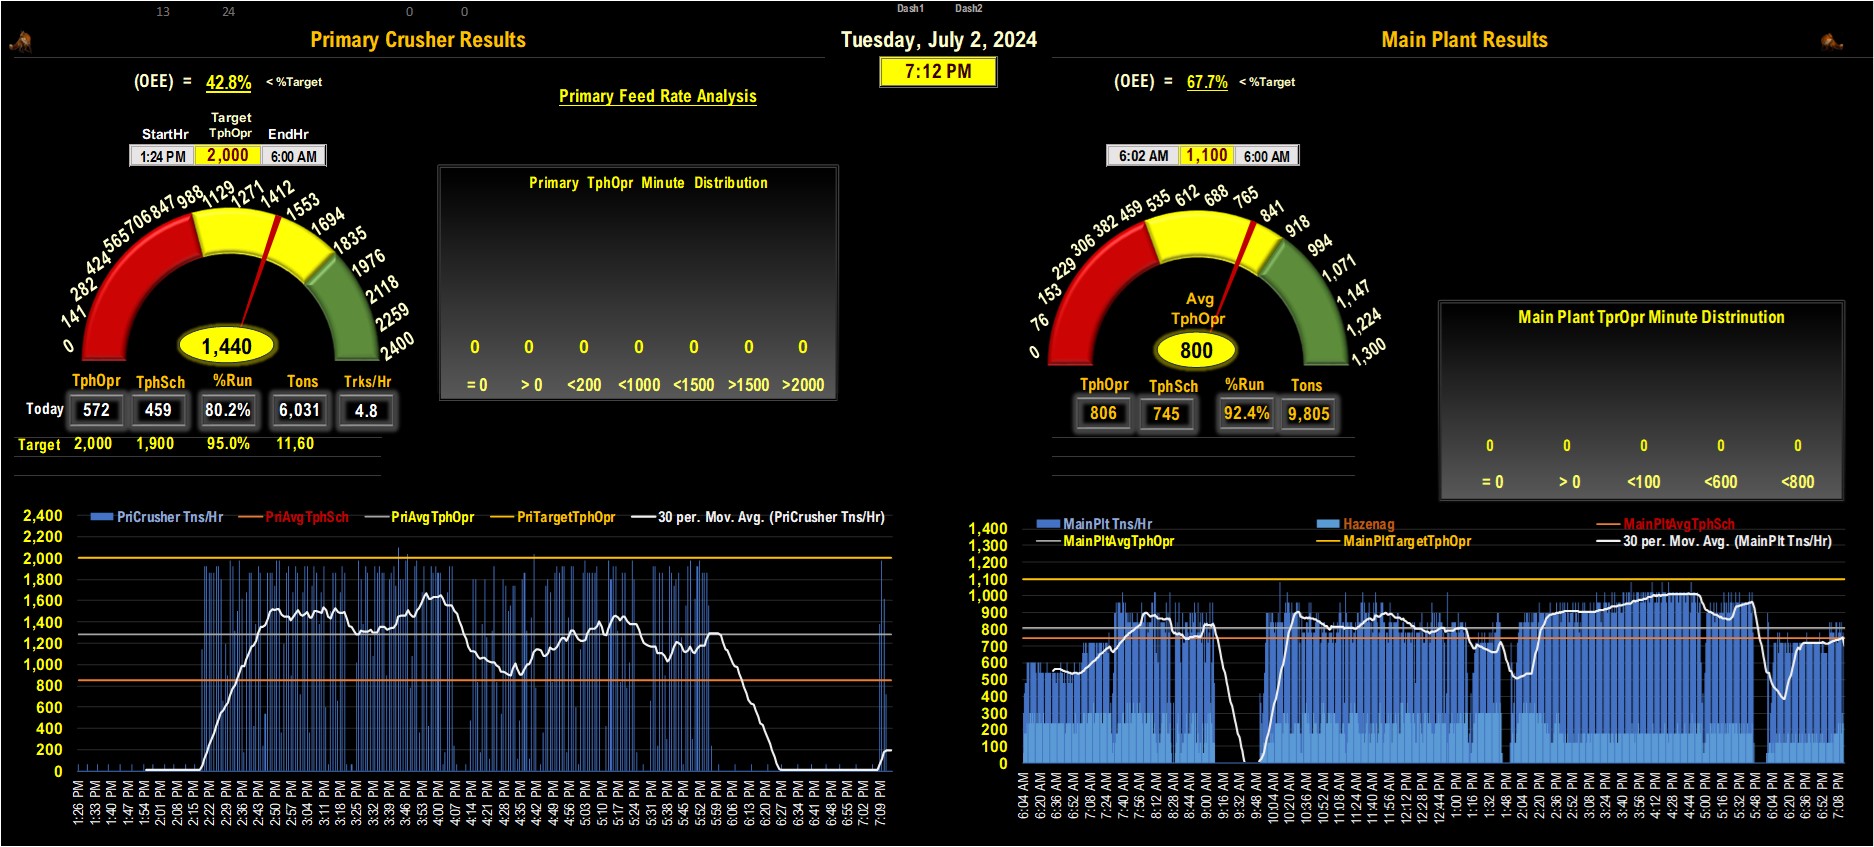 13 24 0 0 Dash1 Dash2
Primary Crusher Results
Tuesday, July 2, 2024
7:12 PM
Main Plant Results
(OEE) = 42.8% < %Target
Primary Feed Rate Analysis
StartHr Target TphOpr EndHr
1:24 PM 2,000 6:00 AM
0 141 282 424 565 706 847 988 1129 1271 1412 1553 1694 1835 1976 2118 2259 2400
1,440
TphOpr TphSch %Run Tons Trks/Hr
Today 572 459 80.2% 6,031 4.8
Target 2,000 1,900 95.0% 11,60
Primary TphOpr Minute Distribution
0 0 0 0 0 0 0
= 0 > 0 <200 <1000 <1500 >1500 >2000
(OEE) = 67.7% < %Target
6:02 AM 1,100 6:00 AM
0 76 153 229 306 382 459 535 612 688 765 841 918 994 1,071 1,147 1,224 1,300
Avg
TphOpr
800
TphOpr TphSch %Run Tons
806 745 92.4% 9,805
Main Plant TprOpr Minute Distrinution
0 0 0 0 0
= 0 > 0 <100 <600 <800
PriCrusher Tns/Hr PriAvgTphSch PriAvgTphOpr PriTargetTphOpr 30 per. Mov. Avg. (PriCrusher Tns/Hr)
2,400
2,200
2,000
1,800
1,600
1,400
1,200
1,000
800
600
400
200
0
1:26 PM 1:33 PM 1:40 PM 1:47 PM 1:54 PM 2:01 PM 2:08 PM 2:15 PM 2:22 PM 2:29 PM 2:36 PM 2:43 PM 2:50 PM 2:57 PM 3:04 PM 3:11 PM 3:18 PM 3:25 PM 3:32 PM 3:39 PM 3:46 PM 3:53 PM 4:00 PM 4:07 PM 4:14 PM 4:21 PM 4:28 PM 4:35 PM 4:42 PM 4:49 PM 4:56 PM 5:03 PM 5:10 PM 5:17 PM 5:24 PM 5:31 PM 5:38 PM 5:45 PM 5:52 PM 5:59 PM 6:06 PM 6:13 PM 6:20 PM 6:27 PM 6:34 PM 6:41 PM 6:48 PM 6:55 PM 7:02 PM 7:09 PM
MainPlt Tns/Hr Hazenag MainPltAvgTphSch
MainPltAvgTphOpr MainPltTargetTphOpr 30 per. Mov. Avg. (MainPlt Tns/Hr)
1,400
1,300
1,200
1,100
1,000
900
800
700
600
500
400
300
200
100
0
6:04 AM 6:20 AM 6:36 AM 6:52 AM 7:08 AM 7:24 AM 7:40 AM 7:56 AM 8:12 AM 8:28 AM 8:44 AM 9:00 AM 9:16 AM 9:32 AM 10:04 AM 10:20 AM 10:36 AM 10:52 AM 11:08 AM 11:24 AM 11:40 AM 11:56 AM 12:12 PM 12:28 PM 12:44 PM 1:00 PM 1:16 PM 1:32 PM 1:48 PM 2:04 PM 2:20 PM 2:36 PM 2:52 PM 3:08 PM 3:24 PM 3:40 PM 3:56 PM 4:12 PM 4:28 PM 4:44 PM 5:00 PM 5:16 PM 5:32 PM 5:48 PM 6:04 PM 6:20 PM 6:36 PM 6:52 PM 7:08 PM